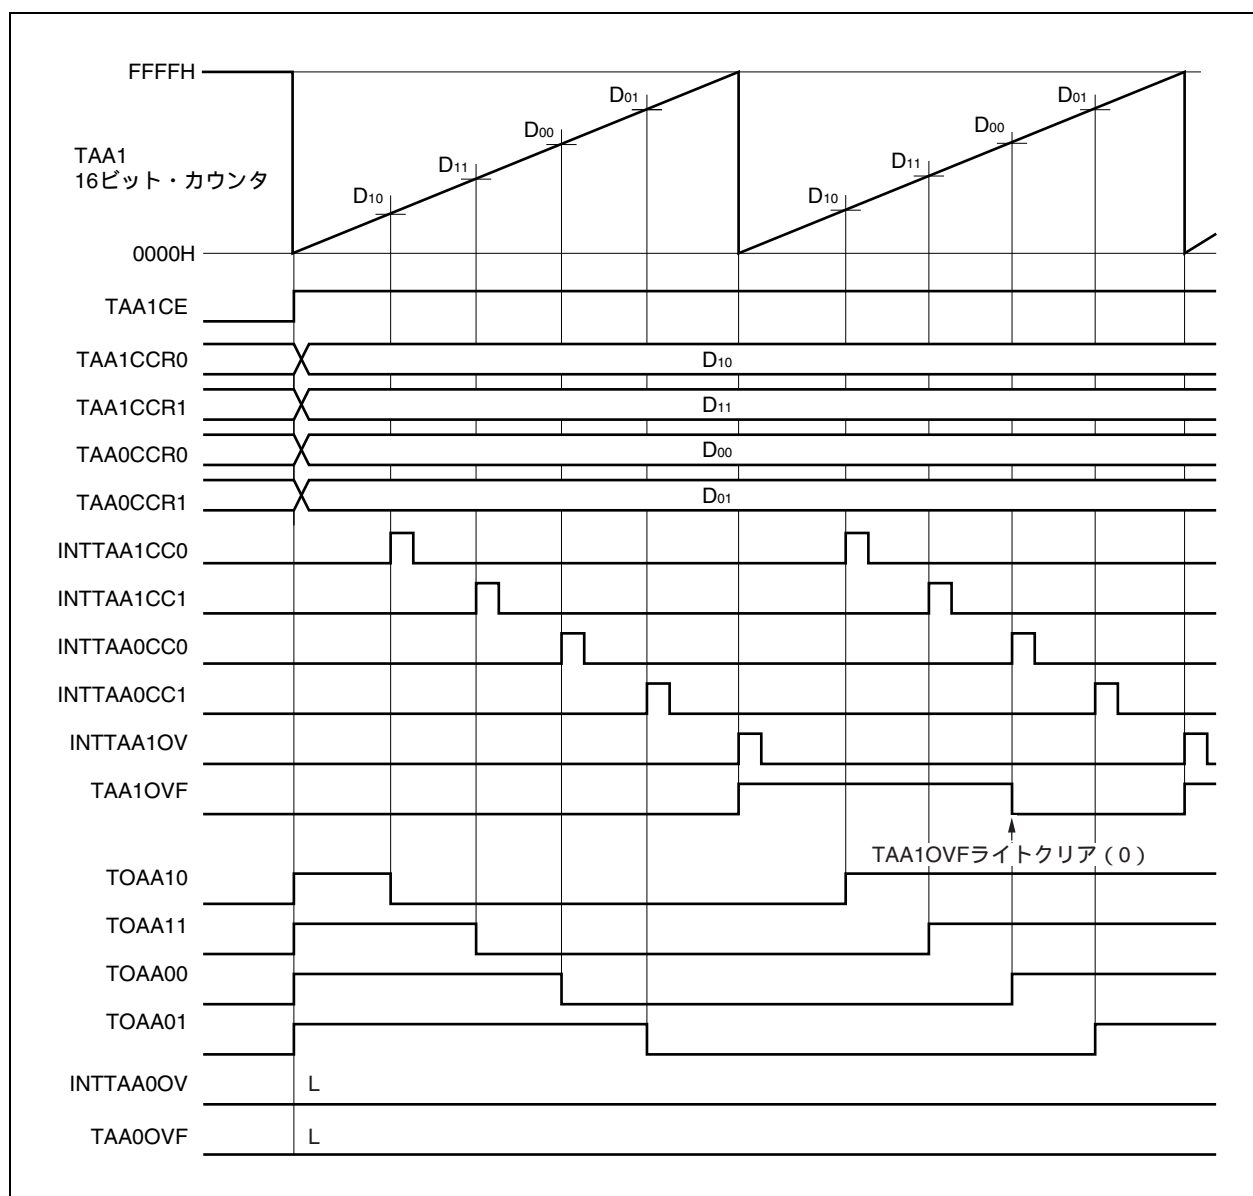 FFFFH
D01
D01
D00
D00
TAA1
16ビット・カウンタ
D11
D11
D10
D10
0000H
TAA1CE
TAA1CCR0
D10
TAA1CCR1
D11
TAA0CCR0
D00
TAA0CCR1
D01
INTTAA1CC0
INTTAA1CC1
INTTAA0CC0
INTTAA0CC1
INTTAA1OV
TAA1OVF
TAA1OVFライトクリア(0)
TOAA10
TOAA11
TOAA00
TOAA01
INTTAA0OV
L
TAA0OVF
L